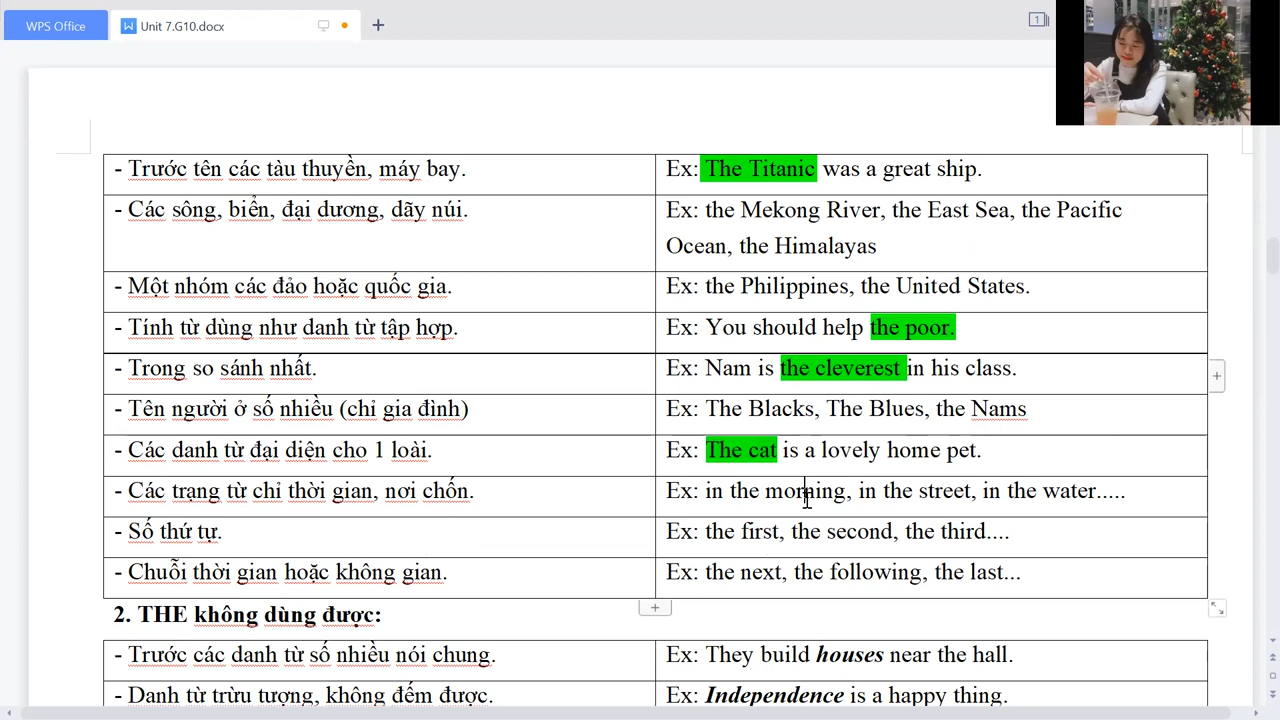 WPS Office Unit 7.G10.docx
- Trước tên các tàu thuyền, máy bay. Ex: The Titanic was a great ship.
- Các sông, biển, đại dương, dãy núi. Ex: the Mekong River, the East Sea, the Pacific
Ocean, the Himalayas
- Một nhóm các đảo hoặc quốc gia. Ex: the Philippines, the United States.
- Tính từ dùng như danh từ tập hợp. Ex: You should help the poor.
- Trong so sánh nhất. Ex: Nam is the cleverest in his class.
- Tên người ở số nhiều (chỉ gia đình) Ex: The Blacks, The Blues, the Nams
- Các danh từ đại diện cho 1 loài. Ex: The cat is a lovely home pet.
- Các trạng từ chỉ thời gian, nơi chốn. Ex: in the morning, in the street, in the water.....
- Số thứ tự. Ex: the first, the second, the third....
- Chuỗi thời gian hoặc không gian. Ex: the next, the following, the last...
2. THE không dùng được:
- Trước các danh từ số nhiều nói chung. Ex: They build houses near the hall.
- Danh từ trừu tượng, không đếm được. Ex: Independence is a happy thing.